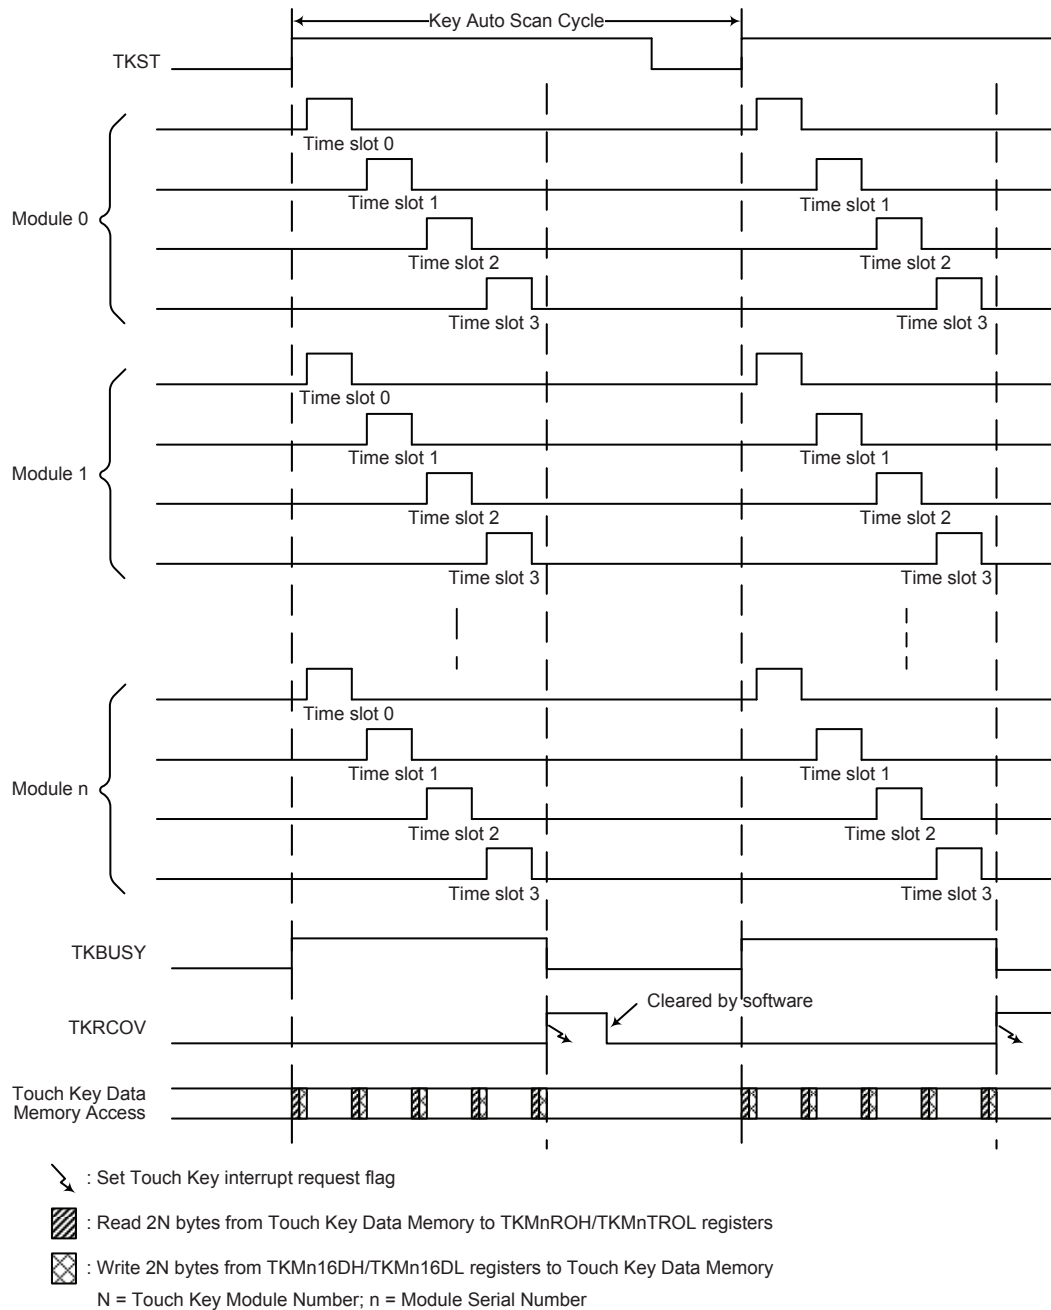 Key Auto Scan Cycle
TKST
Time slot 0
Time slot 1
Time slot 1
Module 0
Time slot 2
Time slot 2
Time slot 3
Time slot 3
Time slot 0
Time slot 1
Time slot 1
Module 1
Time slot 2
Time slot 2
Time slot 3
Time slot 3
Time slot 0
Time slot 1
Time slot 1
Module n
Time slot 2
Time slot 2
Time slot 3
Time slot 3
TKBUSY
Cleared by software
TKRCOV
Touch Key Data
Memory Access
: Set Touch Key interrupt request flag
: Read 2N bytes from Touch Key Data Memory to TKMnROH/TKMnTROL registers
: Write 2N bytes from TKMn16DH/TKMn16DL registers to Touch Key Data Memory
N = Touch Key Module Number; n = Module Serial Number